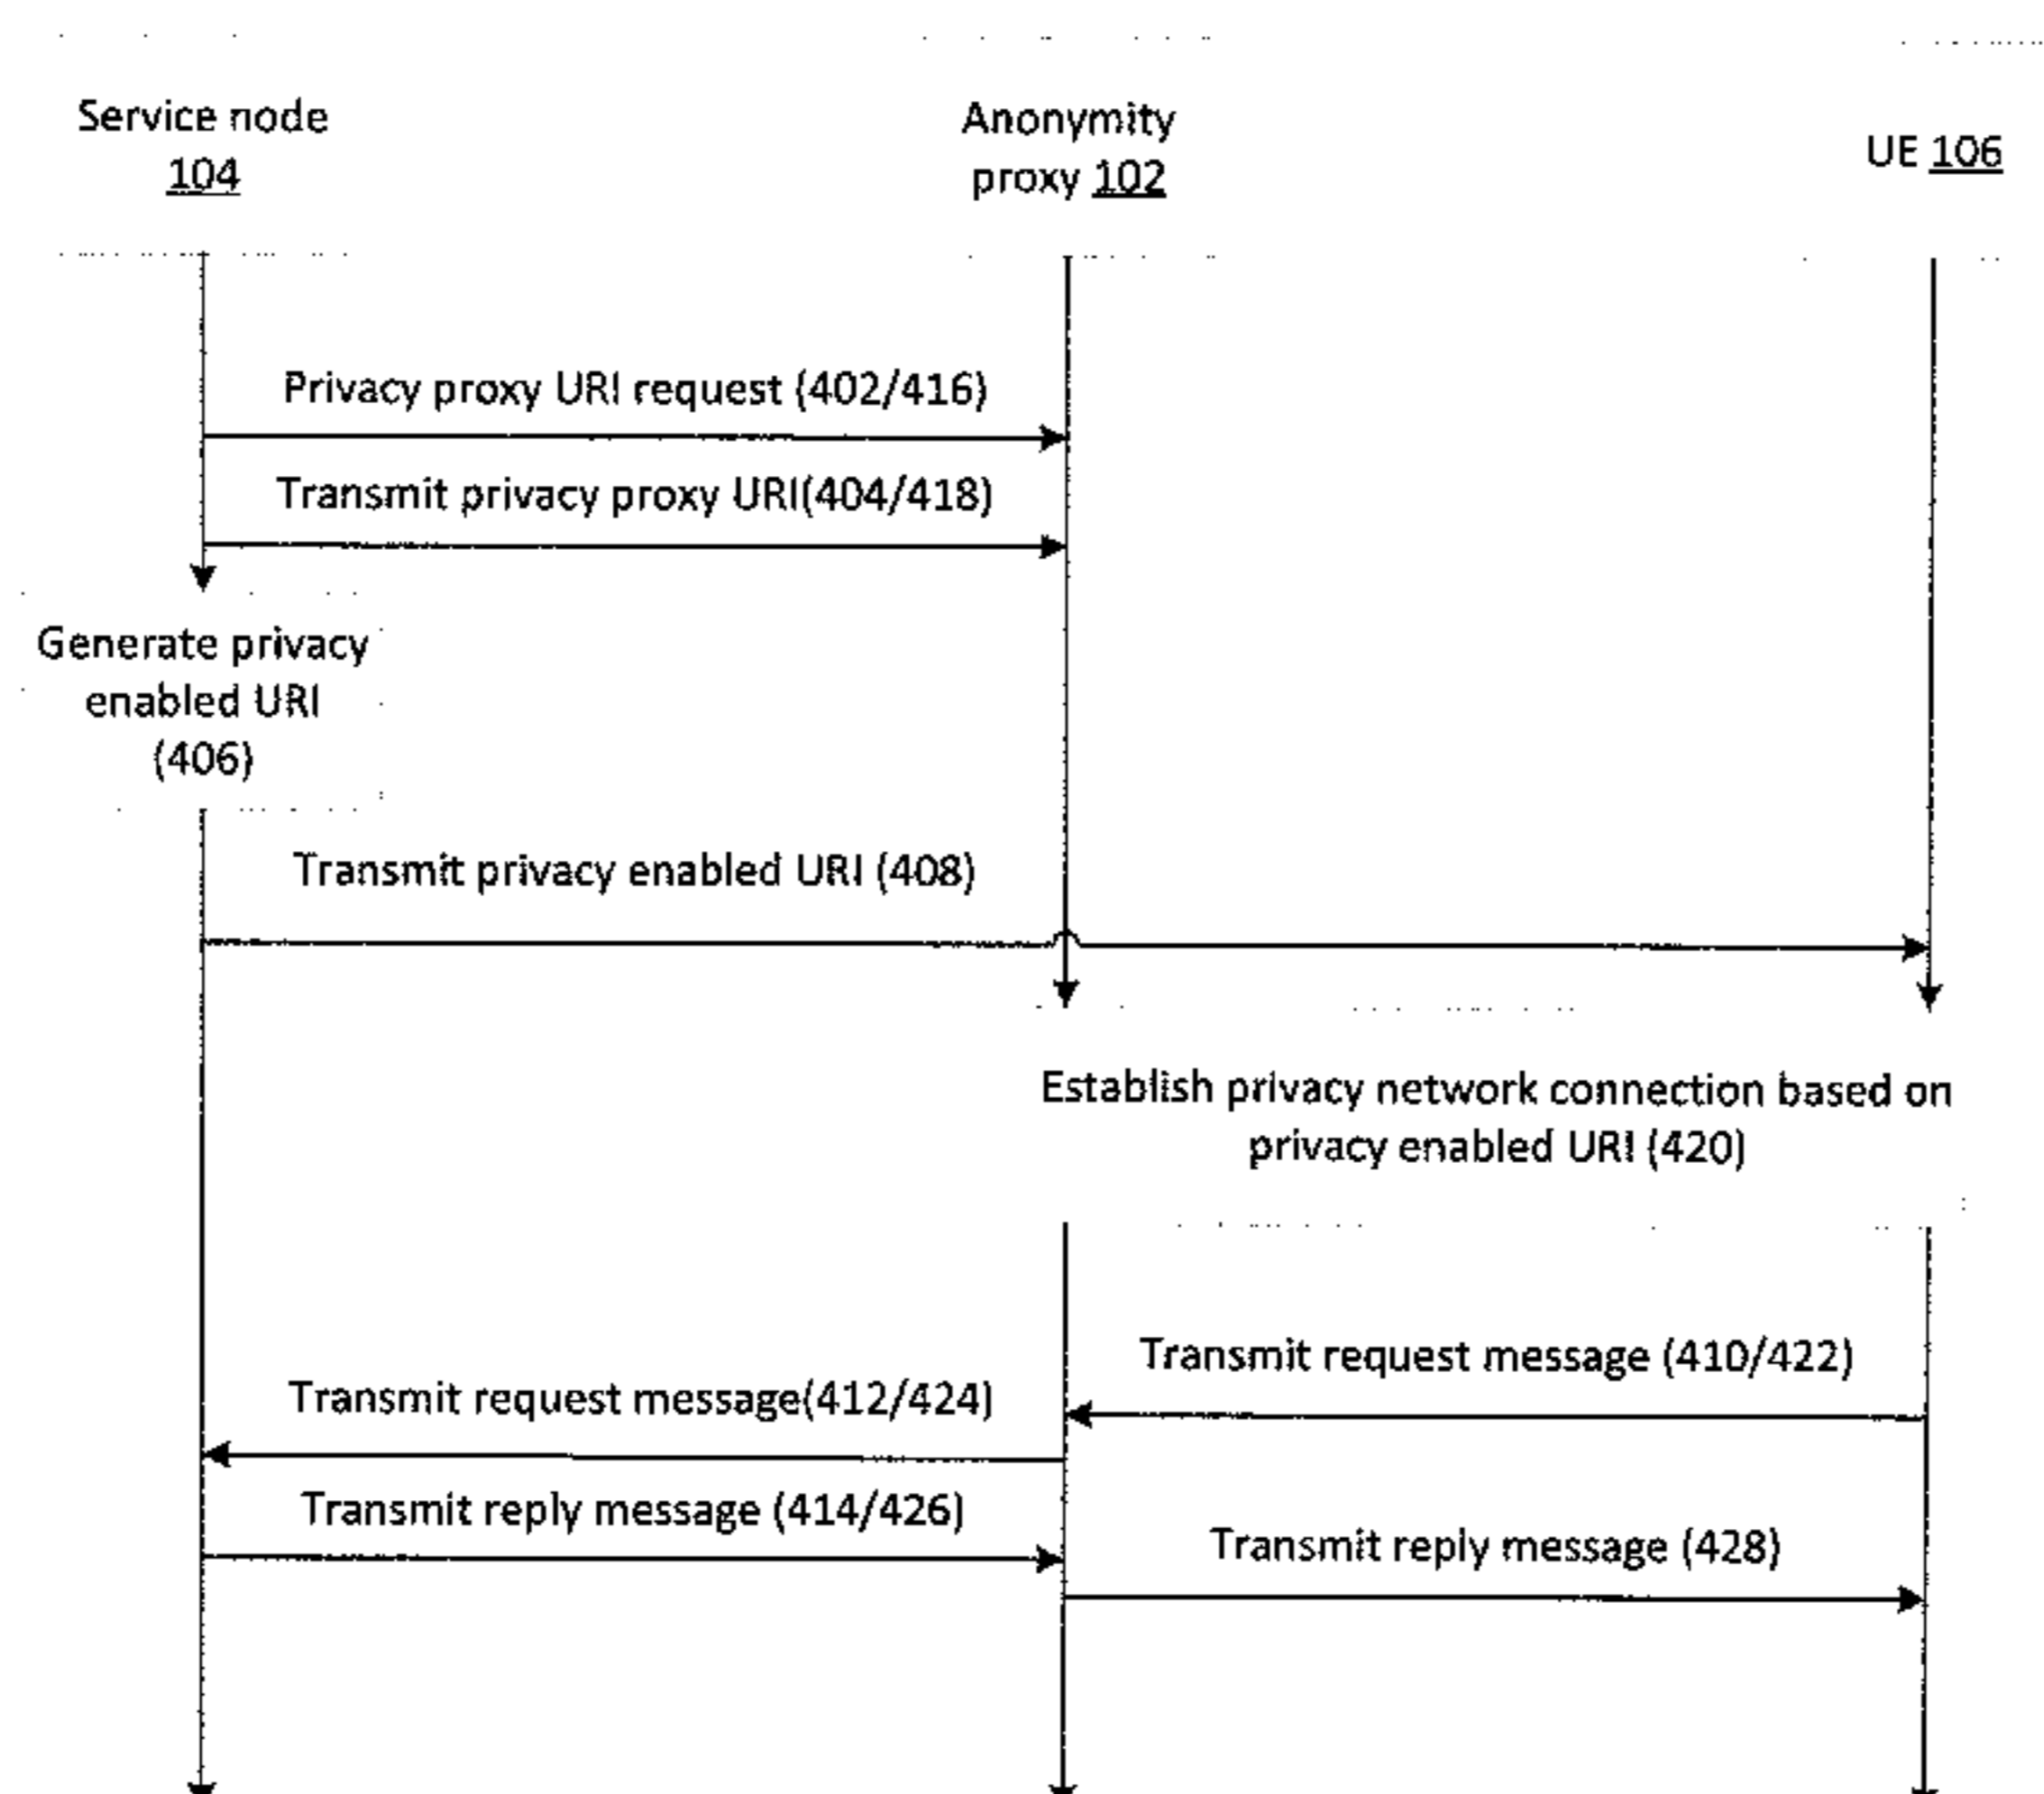 Service node
104
Anonymity
proxy 102
UE 106
Privacy proxy URI request (402/416)
Transmit privacy proxy URI(404/418)
Generate privacy
enabled URI
(406)
Transmit privacy enabled URI (408)
Establish privacy network connection based on
privacy enabled URI (420)
Transmit request message (410/422)
Transmit request message(412/424)
Transmit reply message (414/426)
Transmit reply message (428)